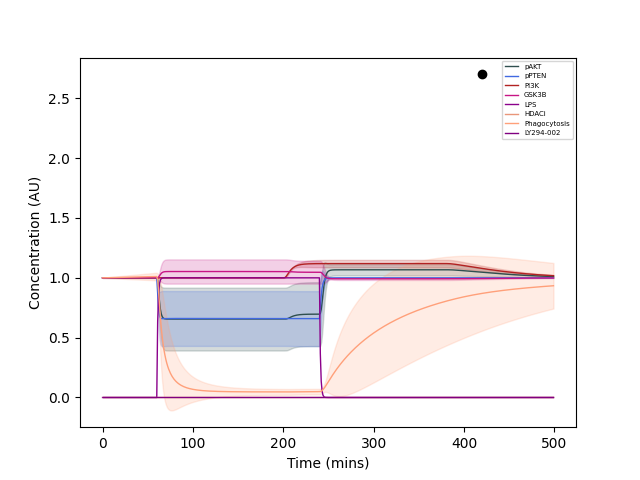 Concentration (AU)
2.5
2.0
1.5
1.0
0.5
0.0
0
100
200
300
400
500
Time (mins)
pAKT
pPTEN
PI3K
GSK3B
LPS
HDACi
Phagocytosis
LY294-002